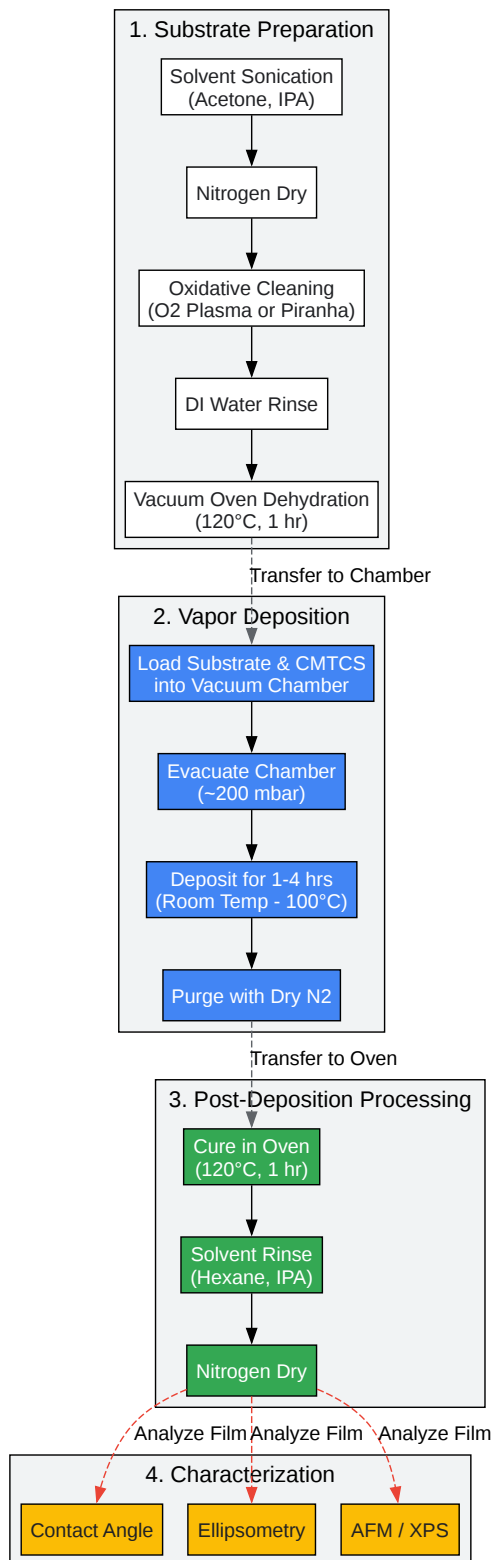 1. Substrate Preparation
Solvent Sonication
(Acetone, IPA)
Nitrogen Dry
Oxidative Cleaning
(O2 Plasma or Piranha)
DI Water Rinse
Vacuum Oven Dehydration
(120°C, 1 hr)
Transfer to Chamber
2. Vapor Deposition
Load Substrate & CMTCS
into Vacuum Chamber
Evacuate Chamber
(~200 mbar)
Deposit for 1-4 hrs
(Room Temp - 100°C)
Purge with Dry N2
Transfer to Oven
3. Post-Deposition Processing
Cure in Oven
(120°C, 1 hr)
Solvent Rinse
(Hexane, IPA)
Nitrogen Dry
Analyze Film Analyze Film Analyze Film
4. Characterization
Contact Angle Ellipsometry AFM / XPS